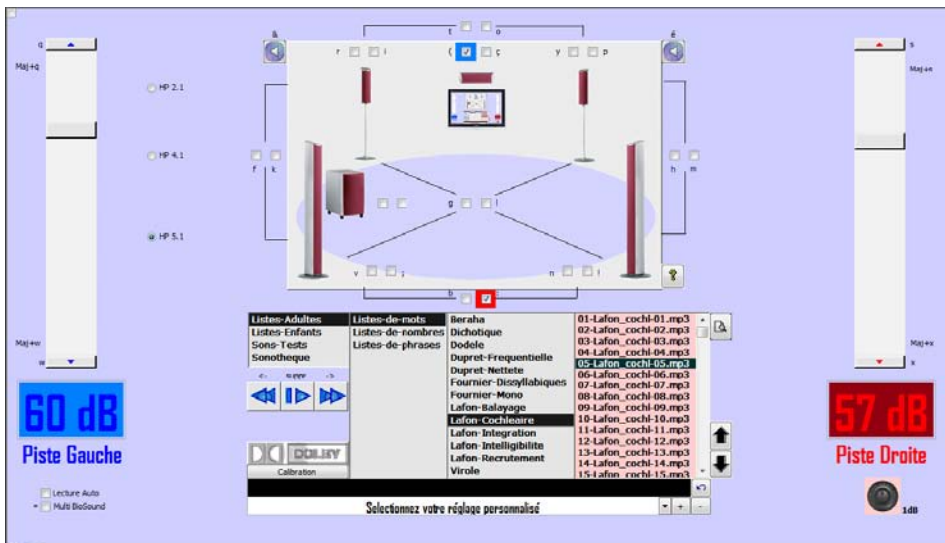 t o
& é
r i ( ç y p
q s
Maj+q Maj+s
HP 2.1
HP 4.1
f k h m
g l
HP 5.1
v ; n !
b :
Listes-Adultes
Listes-Enfants
Sons-Tests
Sonotheque
Listes-de-mots
Listes-de-nombres
Listes-de-phrases
Beraha
Dichotique
Dodele
Dupret-Frequentielle
Dupret-Nettete
Fournier-Dissyllabiques
Fournier-Mono
Lafon-Balayage
Lafon-Cochleaire
Lafon-Integration
Lafon-Intelligibilite
Lafon-Recrutement
Virole
01-Lafon_cochl-01.mp3
02-Lafon_cochl-02.mp3
03-Lafon_cochl-03.mp3
04-Lafon_cochl-04.mp3
05-Lafon_cochl-05.mp3
06-Lafon_cochl-06.mp3
07-Lafon_cochl-07.mp3
08-Lafon_cochl-08.mp3
09-Lafon_cochl-09.mp3
10-Lafon_cochl-10.mp3
11-Lafon_cochl-11.mp3
12-Lafon_cochl-12.mp3
13-Lafon_cochl-13.mp3
14-Lafon_cochl-14.mp3
15-Lafon_cochl-15.mp3
Maj+w Maj+x
w x
<- ->
60 dB
Piste Gauche
57 dB
Piste Droite
DOLBY
Calibration
Lecture Auto
Multi BioSound
Selectionnez votre réglage personnalisé
+ -
1dB